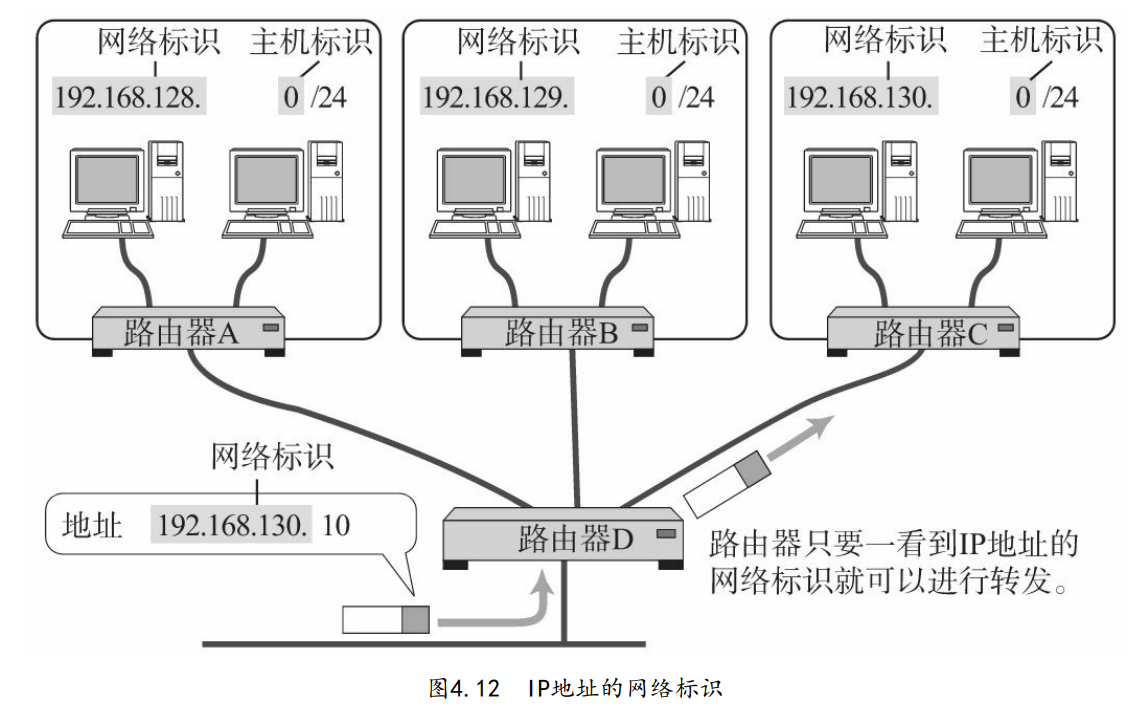 网络标识 主机标识
192.168.128. 0 /24
网络标识 主机标识
192.168.129. 0 /24
网络标识 主机标识
192.168.130. 0 /24
路由器A
路由器B
路由器C
网络标识
地址 192.168.130. 10
路由器D
路由器只要一看到IP地址的
网络标识就可以进行转发。
图4.12 IP地址的网络标识